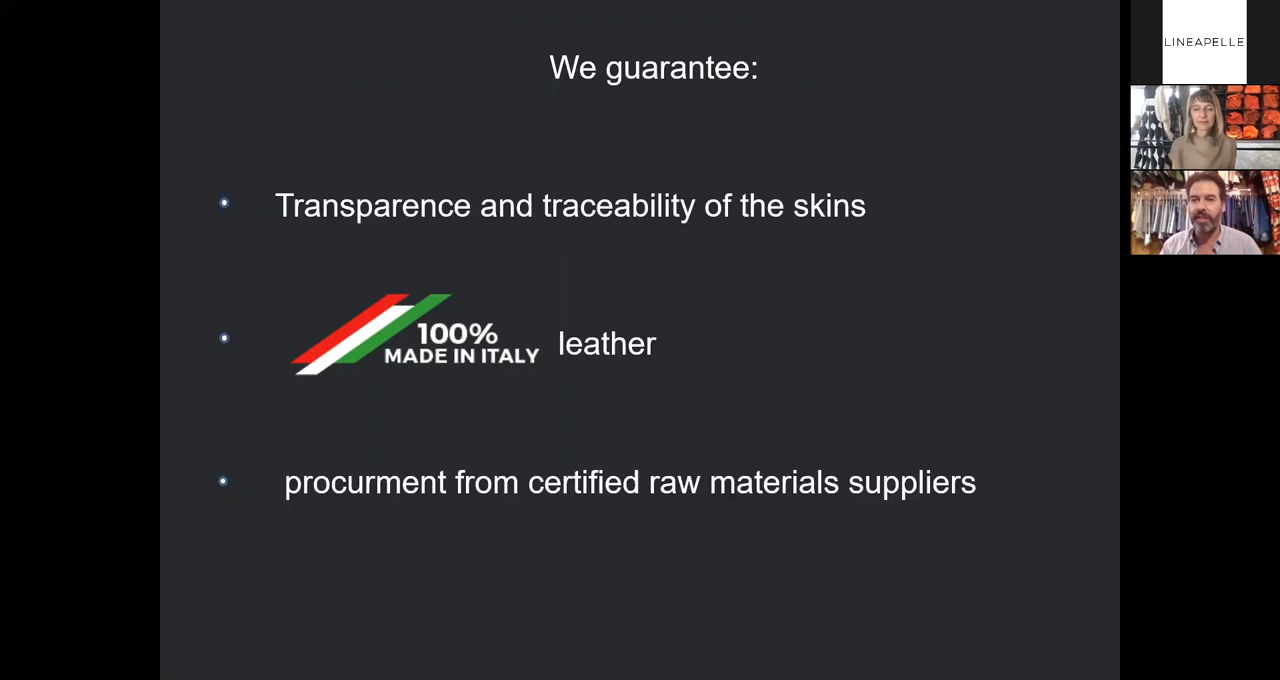 We guarantee:
LINEAPELLE
Transparence and traceability of the skins
100%
MADE IN ITALY
leather
procurment from certified raw materials suppliers